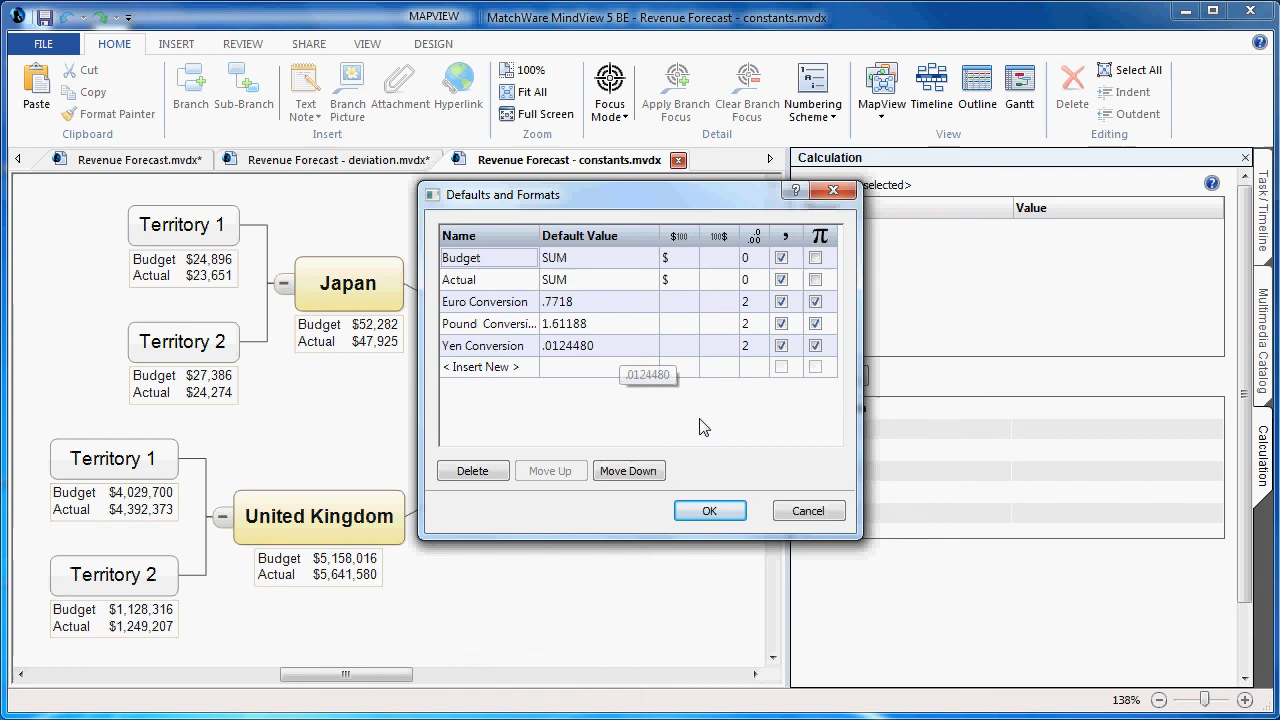 MAPVIEW
MatchWare MindView 5 BE - Revenue Forecast - constants.mvdx
FILE HOME INSERT REVIEW SHARE VIEW DESIGN
Paste
Cut
Copy
Format Painter
Clipboard
Branch
Sub-Branch
Text Note
Branch Picture
Attachment
Hyperlink
Insert
100%
Fit All
Full Screen
Zoom
Focus Mode
Apply Branch Focus
Clear Branch Focus
Numbering Scheme
Detail
MapView
Timeline
Outline
Gantt
View
Delete
Select All
Indent
Outdent
Editing
Revenue Forecast.mvdx*
Revenue Forecast - deviation.mvdx*
Revenue Forecast - constants.mvdx
Territory 1
Budget $24,896
Actual $23,651
Japan
Budget $52,282
Actual $47,925
Territory 2
Budget $27,386
Actual $24,274
Territory 1
Budget $4,029,700
Actual $4,392,373
United Kingdom
Budget $5,158,016
Actual $5,641,580
Territory 2
Budget $1,128,316
Actual $1,249,207
Defaults and Formats
?
Name Default Value $100 100$ .0 .00 , π
Budget SUM $ 0
Actual SUM $ 0
Euro Conversion .7718 2
Pound Conversi... 1.61188 2
Yen Conversion .0124480 2
< Insert New >
.0124480
Delete Move Up Move Down
OK Cancel
Calculation
selected>
Value
Task/Timeline
Multimedia Catalog
Calculation
138%